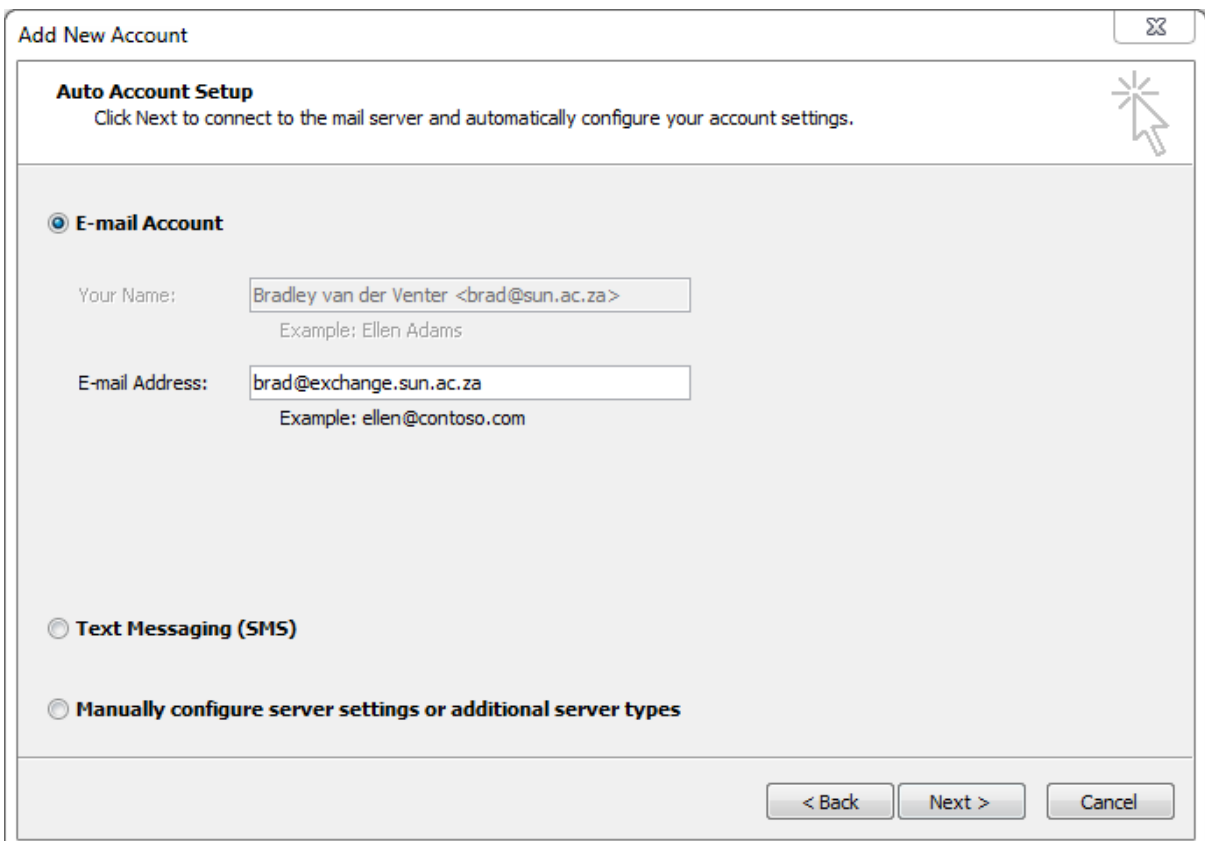 Add New Account
Auto Account Setup
Click Next to connect to the mail server and automatically configure your account settings.
E-mail Account
Your Name: Bradley van der Venter <brad@sun.ac.za>
Example: Ellen Adams
E-mail Address: brad@exchange.sun.ac.za
Example: ellen@contoso.com
Text Messaging (SMS)
Manually configure server settings or additional server types
< Back Next > Cancel